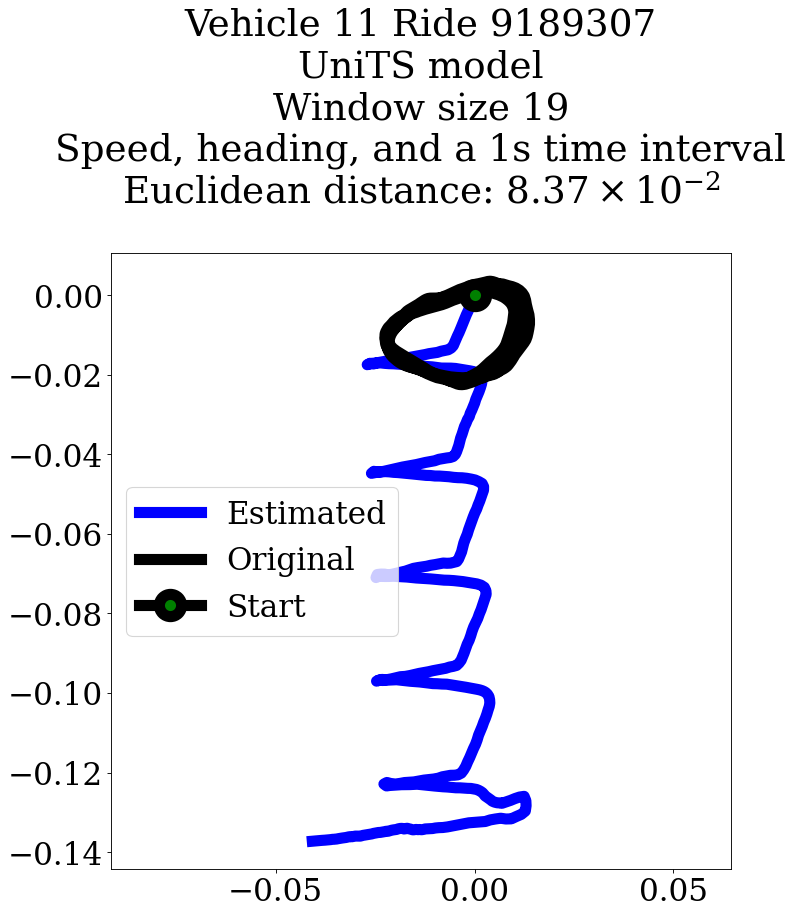 Vehicle 11 Ride 9189307
UniTS model
Window size 19
Speed, heading, and a 1s time interval
Euclidean distance: 8.37 × 10⁻²
0.00
−0.02
−0.04
−0.06
−0.08
−0.10
−0.12
−0.14
Estimated
Original
Start
−0.05
0.00
0.05